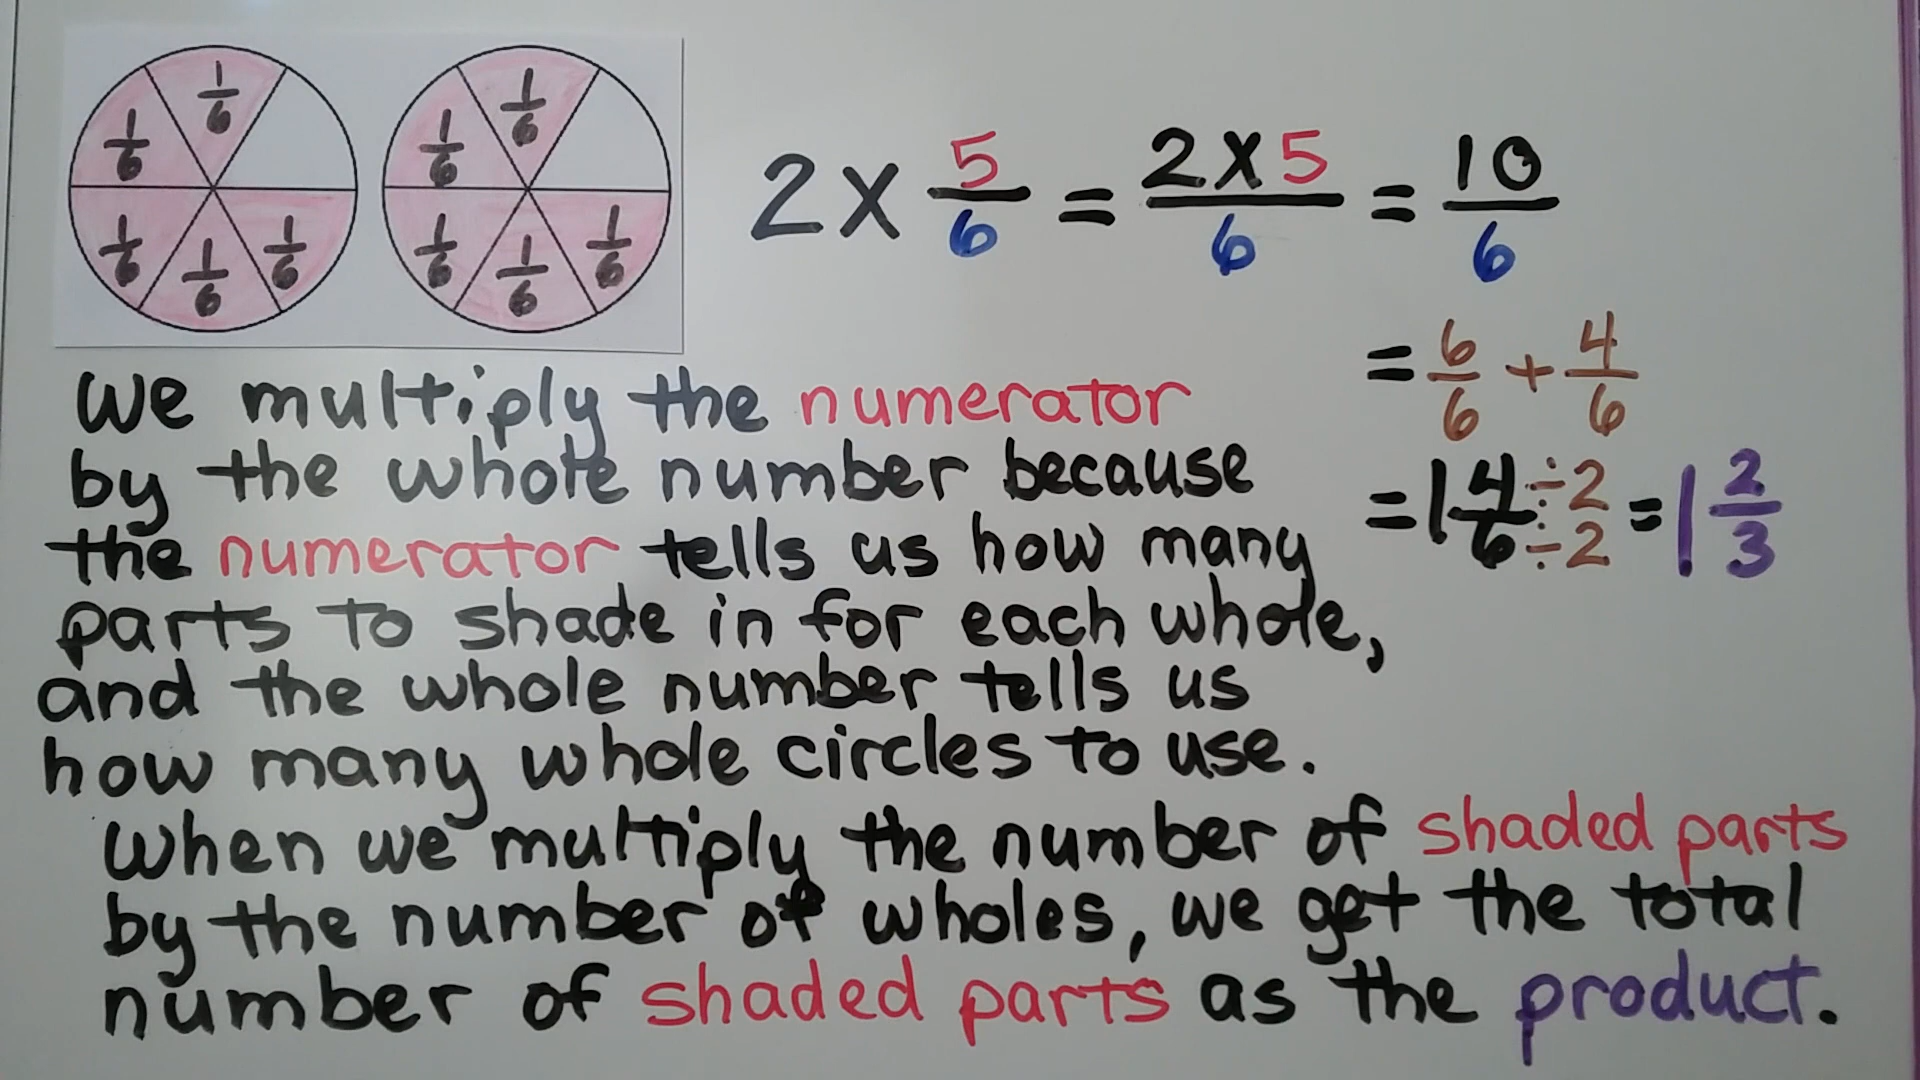 1/6 1/6 1/6 1/6 1/6
1/6 1/6 1/6 1/6 1/6
2 x 5/6 = 2 x 5/6 = 10/6
= 6/6 + 4/6
= 1 4/6 ÷ 2/÷ 2 = 1 2/3
we multiply the numerator
by the whole number because
the numerator tells us how many
parts to shade in for each whole,
and the whole number tells us
how many whole circles to use.
when we multiply the number of shaded parts
by the number of wholes, we get the total
number of shaded parts as the product.